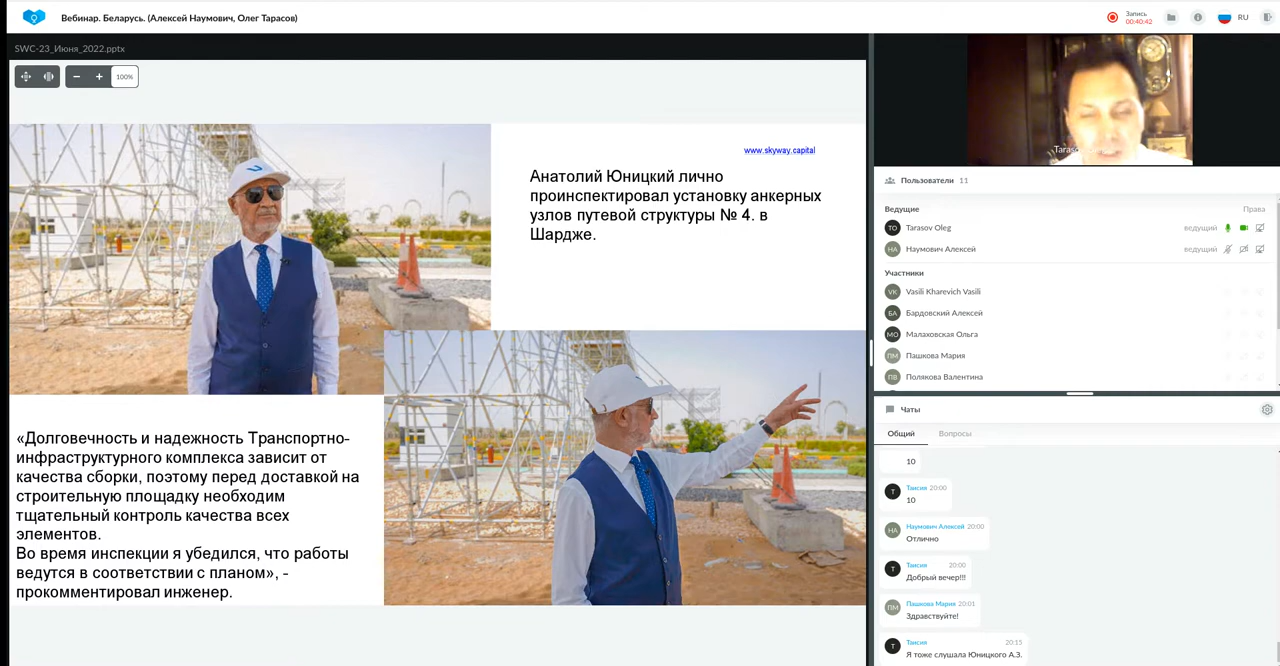 Вебинар. Беларусь. (Алексей Наумович, Олег Тарасов)
Запись
00:40:42
RU
SWC-23_Июня_2022.pptx
100%
www.skyway.capital
Анатолий Юницкий лично
проинспектировал установку анкерных
узлов путевой структуры № 4. в
Шардже.
«Долговечность и надежность Транспортно-
инфраструктурного комплекса зависит от
качества сборки, поэтому перед доставкой на
строительную площадку необходим
тщательный контроль качества всех
элементов.
Во время инспекции я убедился, что работы
ведутся в соответствии с планом», -
прокомментировал инженер.
Пользователи 11
Ведущие Права
TO Tarasov Oleg ведущий
НА Наумович Алексей ведущий
Участники
VK Vasili Kharevich Vasili
БА Бардовский Алексей
МО Малаховская Ольга
ПМ Пашкова Мария
ПВ Полякова Валентина
Чаты
Общий Вопросы
10
Т Таисия 20:00
10
НА Наумович Алексей 20:00
Отлично
Т Таисия 20:00
Добрый вечер!!!
ПМ Пашкова Мария 20:01
Здравствуйте!
Т Таисия 20:15
Я тоже слушала Юницкого А.З.